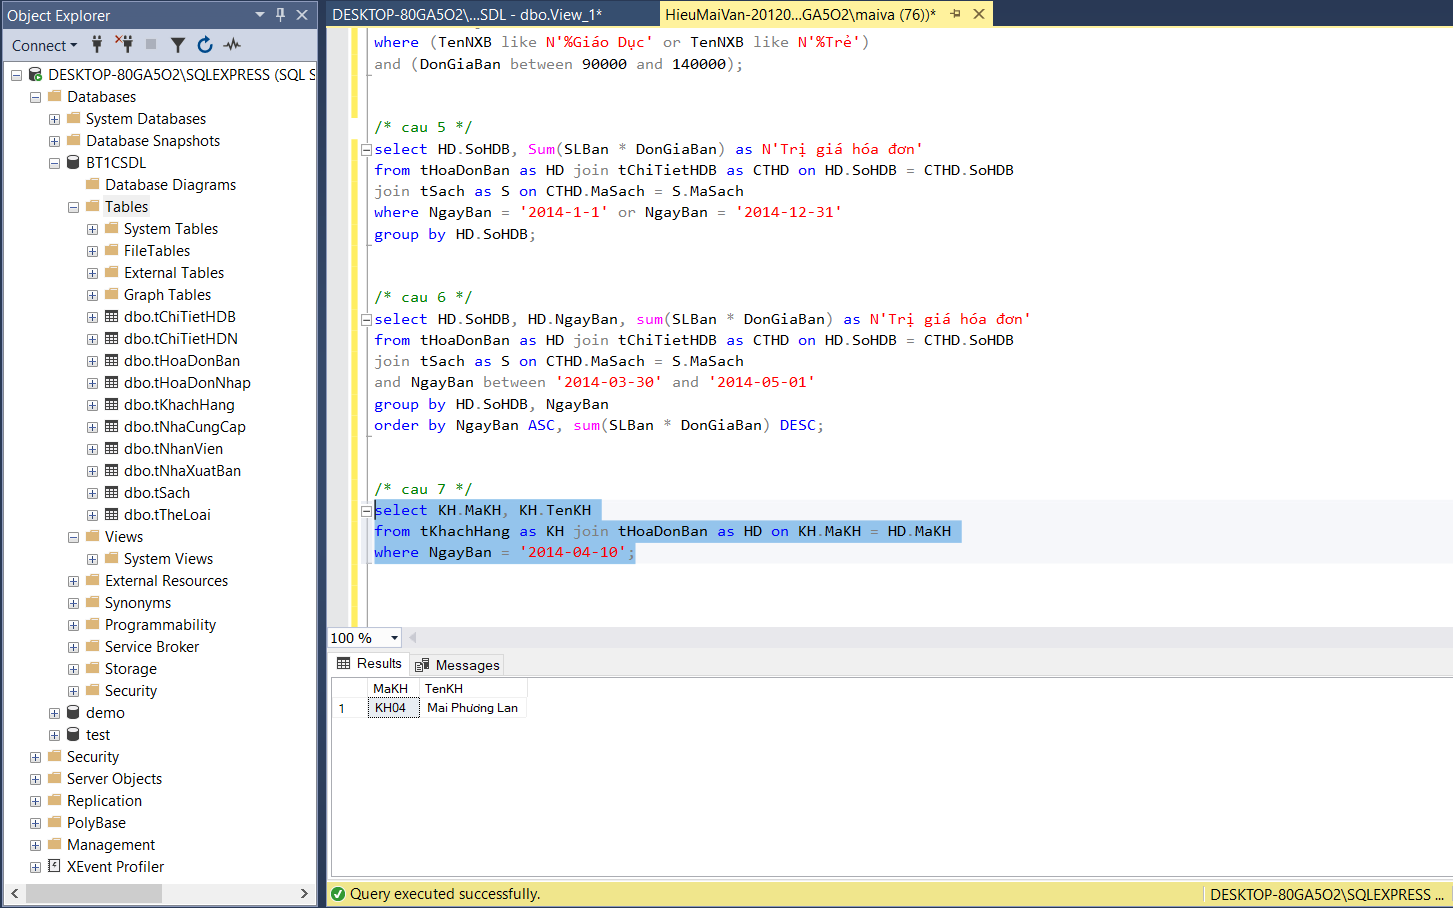 Object Explorer
Connect
DESKTOP-80GA5O2\SQLEXPRESS (SQL S
Databases
System Databases
Database Snapshots
BT1CSDL
Database Diagrams
Tables
System Tables
FileTables
External Tables
Graph Tables
dbo.tChiTietHDB
dbo.tChiTietHDN
dbo.tHoaDonBan
dbo.tHoaDonNhap
dbo.tKhachHang
dbo.tNhaCungCap
dbo.tNhanVien
dbo.tNhaXuatBan
dbo.tSach
dbo.tTheLoai
Views
System Views
External Resources
Synonyms
Programmability
Service Broker
Storage
Security
demo
test
Security
Server Objects
Replication
PolyBase
Management
XEvent Profiler
DESKTOP-80GA5O2\...SDL - dbo.View_1*
HieuMaiVan-20120...GA5O2\maiva (76))*
where (TenNXB like N'%Giáo Dục' or TenNXB like N'%Trẻ')
and (DonGiaBan between 90000 and 140000);
/* cau 5 */
select HD.SoHDB, Sum(SLBan * DonGiaBan) as N'Trị giá hóa đơn'
from tHoaDonBan as HD join tChiTietHDB as CTHD on HD.SoHDB = CTHD.SoHDB
join tSach as S on CTHD.MaSach = S.MaSach
where NgayBan = '2014-1-1' or NgayBan = '2014-12-31'
group by HD.SoHDB;
/* cau 6 */
select HD.SoHDB, HD.NgayBan, sum(SLBan * DonGiaBan) as N'Trị giá hóa đơn'
from tHoaDonBan as HD join tChiTietHDB as CTHD on HD.SoHDB = CTHD.SoHDB
join tSach as S on CTHD.MaSach = S.MaSach
and NgayBan between '2014-03-30' and '2014-05-01'
group by HD.SoHDB, NgayBan
order by NgayBan ASC, sum(SLBan * DonGiaBan) DESC;
/* cau 7 */
select KH.MaKH, KH.TenKH
from tKhachHang as KH join tHoaDonBan as HD on KH.MaKH = HD.MaKH
where NgayBan = '2014-04-10';
100 %
Results
Messages
MaKH TenKH
1 KH04 Mai Phương Lan
Query executed successfully.
DESKTOP-80GA5O2\SQLEXPRESS ...